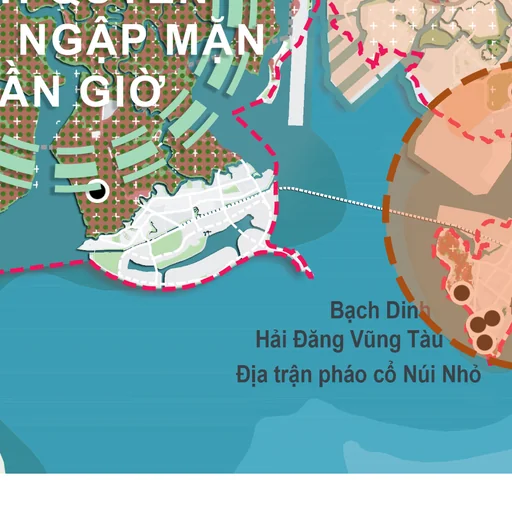 NGẬP MẶN
ẦN GIỜ
Bạch Dinh
Hải Đăng Vũng Tàu
Địa trận pháo cổ Núi Nhỏ